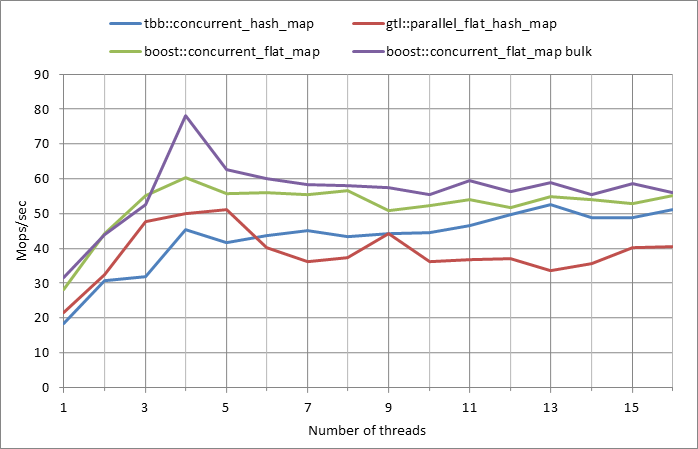 tbb::concurrent_hash_map gtl::parallel_flat_hash_map
boost::concurrent_flat_map boost::concurrent_flat_map bulk
90
80
70
60
50
40
30
20
10
0
Mops/sec
1 3 5 7 9 11 13 15
Number of threads